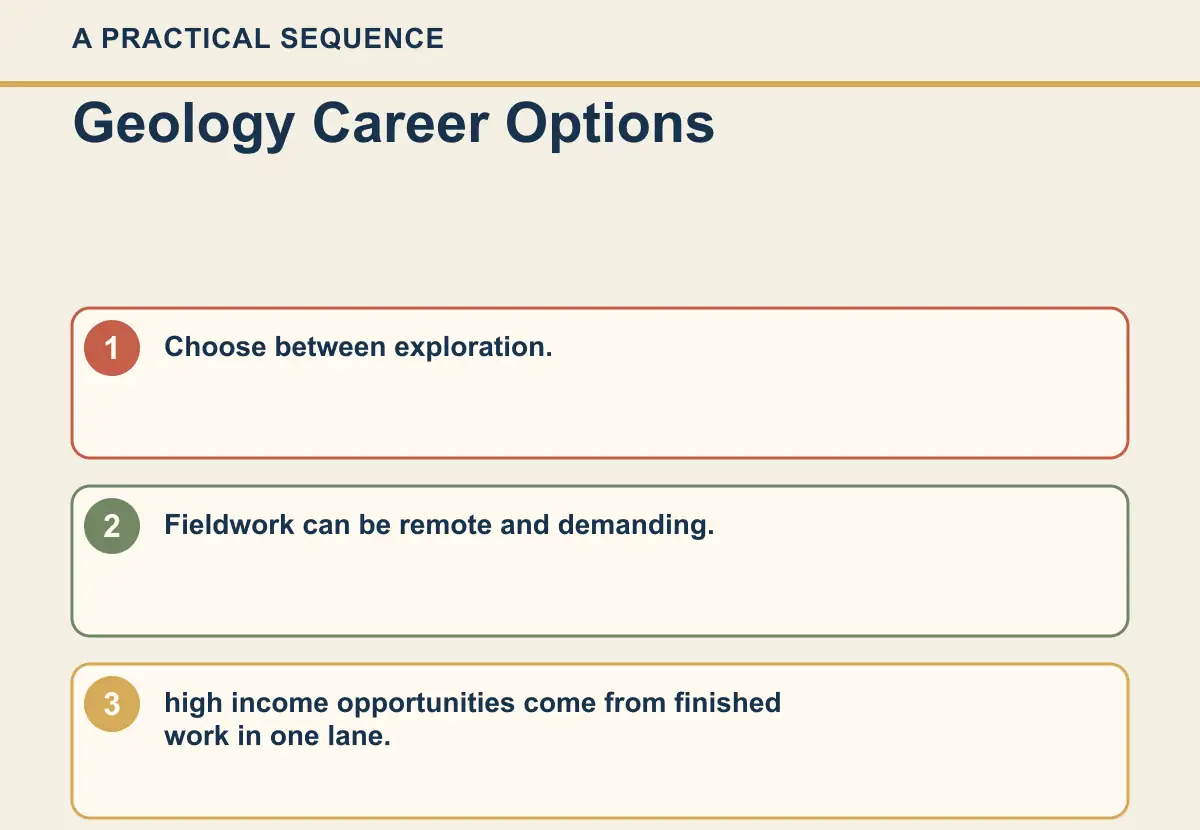 A PRACTICAL SEQUENCE
Geology Career Options
1
Choose between exploration.
2
Fieldwork can be remote and demanding.
3
high income opportunities come from finished
work in one lane.